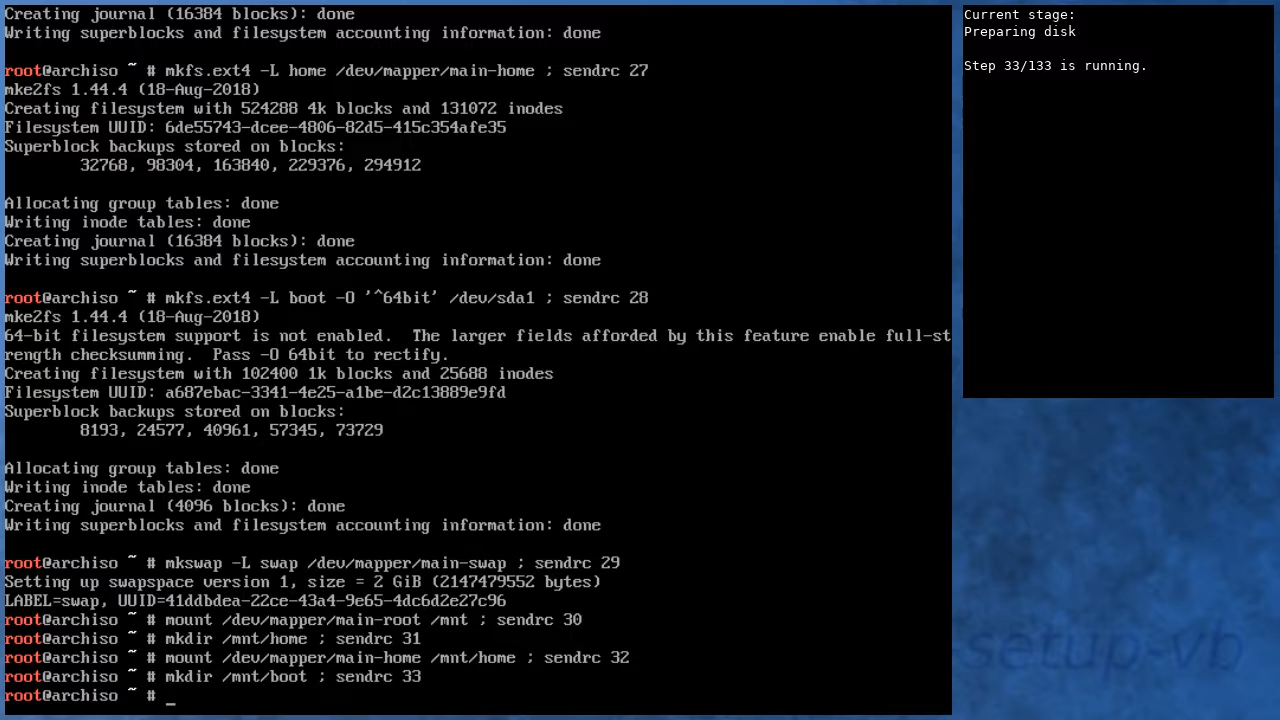 Creating journal (16384 blocks): done
Writing superblocks and filesystem accounting information: done
root@archiso ~ # mkfs.ext4 -L home /dev/mapper/main-home ; sendrc 27
mke2fs 1.44.4 (18-Aug-2018)
Creating filesystem with 524288 4k blocks and 131072 inodes
Filesystem UUID: 6de55743-dcee-4806-82d5-415c354afe35
Superblock backups stored on blocks:
        32768, 98304, 163840, 229376, 294912
Allocating group tables: done
Writing inode tables: done
Creating journal (16384 blocks): done
Writing superblocks and filesystem accounting information: done
root@archiso ~ # mkfs.ext4 -L boot -O '^64bit' /dev/sda1 ; sendrc 28
mke2fs 1.44.4 (18-Aug-2018)
64-bit filesystem support is not enabled.  The larger fields afforded by this feature enable full-st
rength checksumming.  Pass -O 64bit to rectify.
Creating filesystem with 102400 1k blocks and 25688 inodes
Filesystem UUID: a687ebac-3341-4e25-a1be-d2c13889e9fd
Superblock backups stored on blocks:
        8193, 24577, 40961, 57345, 73729
Allocating group tables: done
Writing inode tables: done
Creating journal (4096 blocks): done
Writing superblocks and filesystem accounting information: done
root@archiso ~ # mkswap -L swap /dev/mapper/main-swap ; sendrc 29
Setting up swapspace version 1, size = 2 GiB (2147479552 bytes)
LABEL=swap, UUID=41ddbdea-22ce-43a4-9e65-4dc6d2e27c96
root@archiso ~ # mount /dev/mapper/main-root /mnt ; sendrc 30
root@archiso ~ # mkdir /mnt/home ; sendrc 31
root@archiso ~ # mount /dev/mapper/main-home /mnt/home ; sendrc 32
root@archiso ~ # mkdir /mnt/boot ; sendrc 33
root@archiso ~ # _
Current stage:
Preparing disk
Step 33/133 is running.
setup-vb